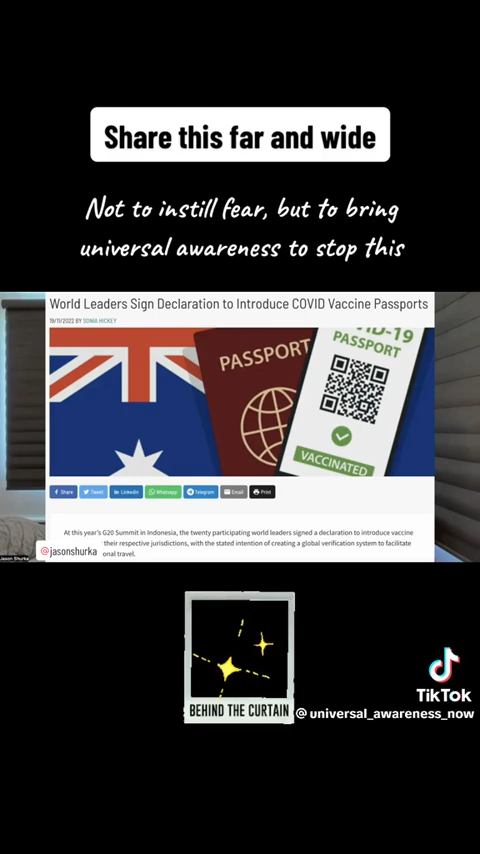 Share this far and wide
Not to instill fear, but to bring
universal awareness to stop this
World Leaders Sign Declaration to Introduce COVID Vaccine Passports
19/11/2022 BY SONIA HICKEY
PASSPORT
ID-19
PASSPORT
VACCINATED
Share
Tweet
LinkedIn
Whatsapp
Telegram
Email
Print
At this year's G20 Summit in Indonesia, the twenty participating world leaders signed a declaration to introduce vaccine
their respective jurisdictions, with the stated intention of creating a global verification system to facilitate
onal travel.
@jasonshurka
Jason Shurka
BEHIND THE CURTAIN
TikTok
@universal_awareness_now